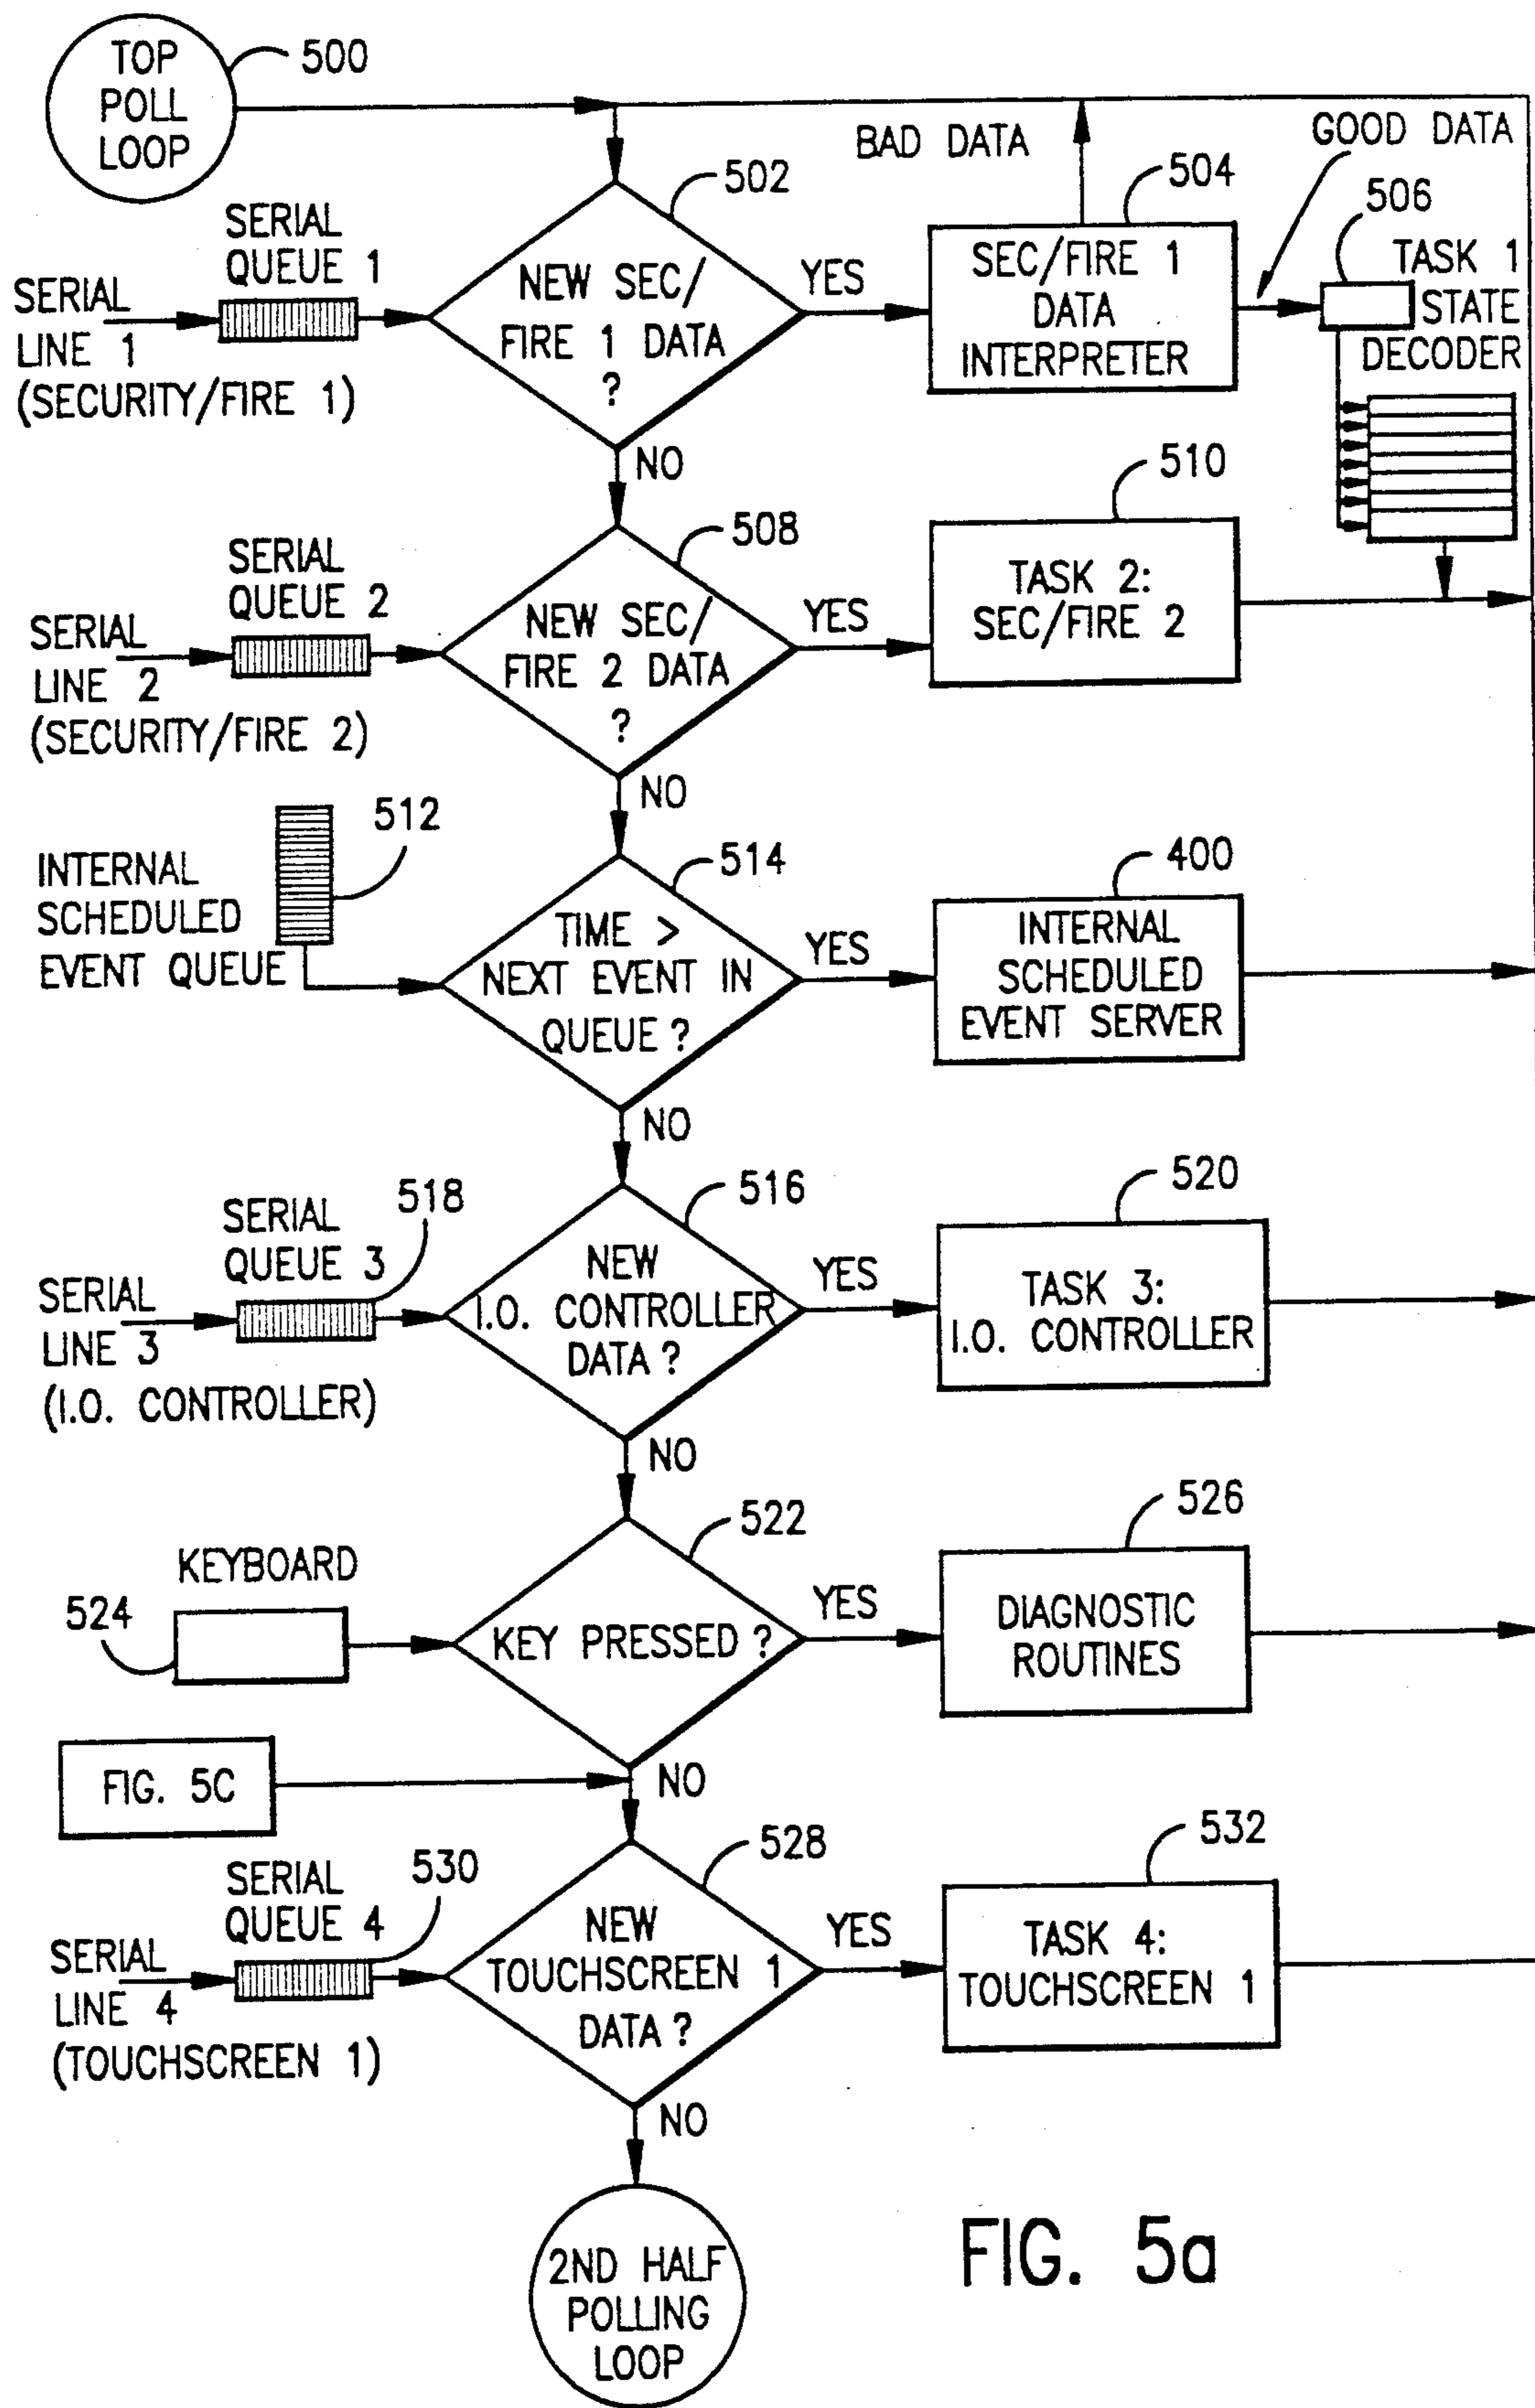 TOP
POLL
LOOP
500
BAD DATA
GOOD DATA
502
504
506
SERIAL
QUEUE 1
SERIAL
LINE 1
(SECURITY/FIRE 1)
NEW SEC/
FIRE 1 DATA
?
YES
SEC/FIRE 1
DATA
INTERPRETER
TASK 1
STATE
DECODER
NO
508
510
SERIAL
QUEUE 2
SERIAL
LINE 2
(SECURITY/FIRE 2)
NEW SEC/
FIRE 2 DATA
?
YES
TASK 2:
SEC/FIRE 2
NO
512
514
400
INTERNAL
SCHEDULED
EVENT QUEUE
TIME >
NEXT EVENT IN
QUEUE ?
YES
INTERNAL
SCHEDULED
EVENT SERVER
NO
516
518
520
SERIAL
QUEUE 3
SERIAL
LINE 3
(I.O. CONTROLLER)
NEW
I.O. CONTROLLER
DATA ?
YES
TASK 3:
I.O. CONTROLLER
NO
522
526
KEYBOARD
524
KEY PRESSED ?
YES
DIAGNOSTIC
ROUTINES
FIG. 5C
NO
528
530
532
SERIAL
QUEUE 4
SERIAL
LINE 4
(TOUCHSCREEN 1)
NEW
TOUCHSCREEN 1
DATA ?
YES
TASK 4:
TOUCHSCREEN 1
NO
2ND HALF
POLLING
LOOP
FIG. 5a